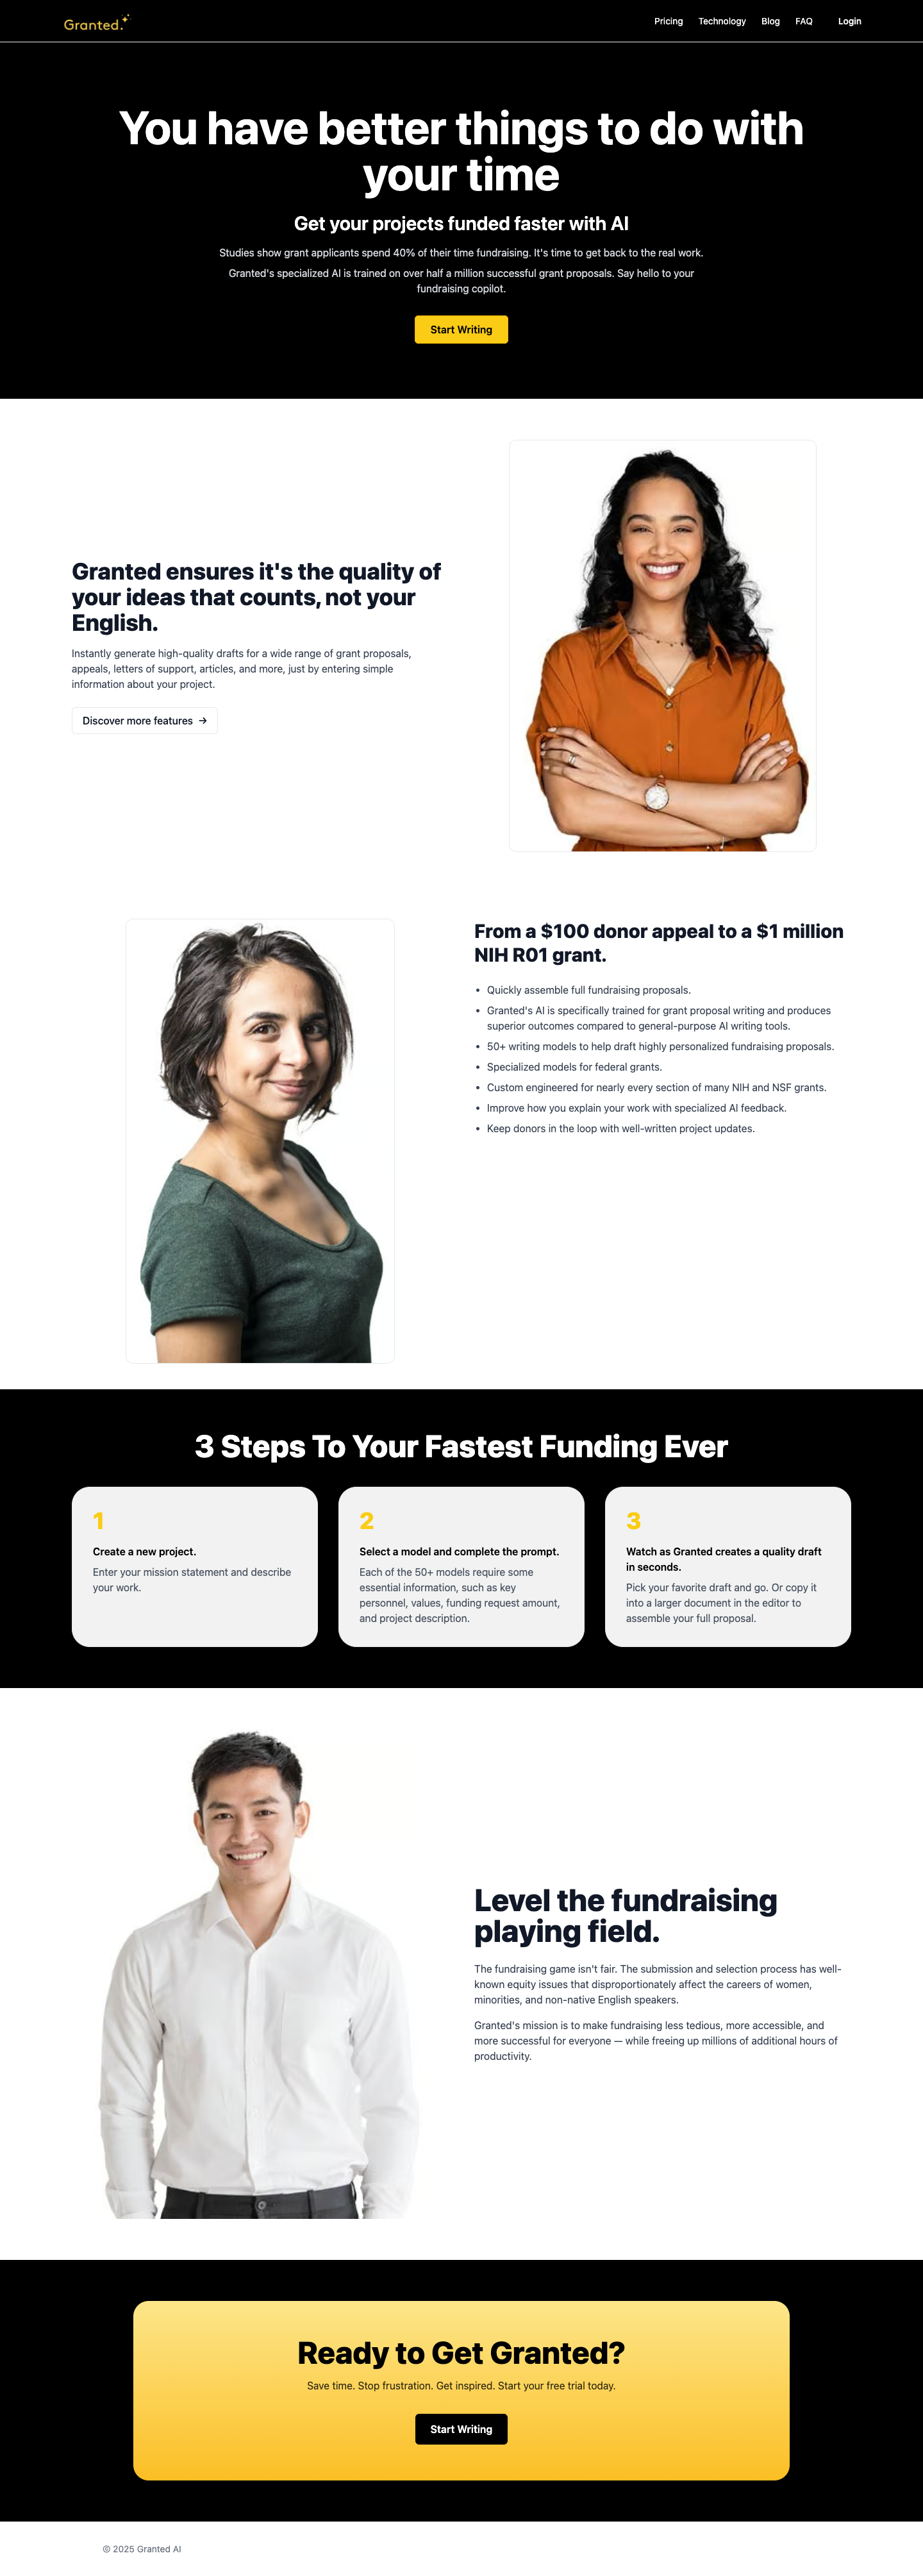 Granted.
Pricing
Technology
Blog
FAQ
Login
You have better things to do with
your time
Get your projects funded faster with AI
Studies show grant applicants spend 40% of their time fundraising. It's time to get back to the real work.
Granted's specialized AI is trained on over half a million successful grant proposals. Say hello to your
fundraising copilot.
Start Writing
Granted ensures it's the quality of
your ideas that counts, not your
English.
Instantly generate high-quality drafts for a wide range of grant proposals,
appeals, letters of support, articles, and more, just by entering simple
information about your project.
Discover more features →
From a $100 donor appeal to a $1 million
NIH R01 grant.
• Quickly assemble full fundraising proposals.
• Granted's AI is specifically trained for grant proposal writing and produces
superior outcomes compared to general-purpose AI writing tools.
• 50+ writing models to help draft highly personalized fundraising proposals.
• Specialized models for federal grants.
• Custom engineered for nearly every section of many NIH and NSF grants.
• Improve how you explain your work with specialized AI feedback.
• Keep donors in the loop with well-written project updates.
3 Steps To Your Fastest Funding Ever
1
Create a new project.
Enter your mission statement and describe
your work.
2
Select a model and complete the prompt.
Each of the 50+ models require some
essential information, such as key
personnel, values, funding request amount,
and project description.
3
Watch as Granted creates a quality draft
in seconds.
Pick your favorite draft and go. Or copy it
into a larger document in the editor to
assemble your full proposal.
Level the fundraising
playing field.
The fundraising game isn't fair. The submission and selection process has well-
known equity issues that disproportionately affect the careers of women,
minorities, and non-native English speakers.
Granted's mission is to make fundraising less tedious, more accessible, and
more successful for everyone — while freeing up millions of additional hours of
productivity.
Ready to Get Granted?
Save time. Stop frustration. Get inspired. Start your free trial today.
Start Writing
© 2025 Granted AI